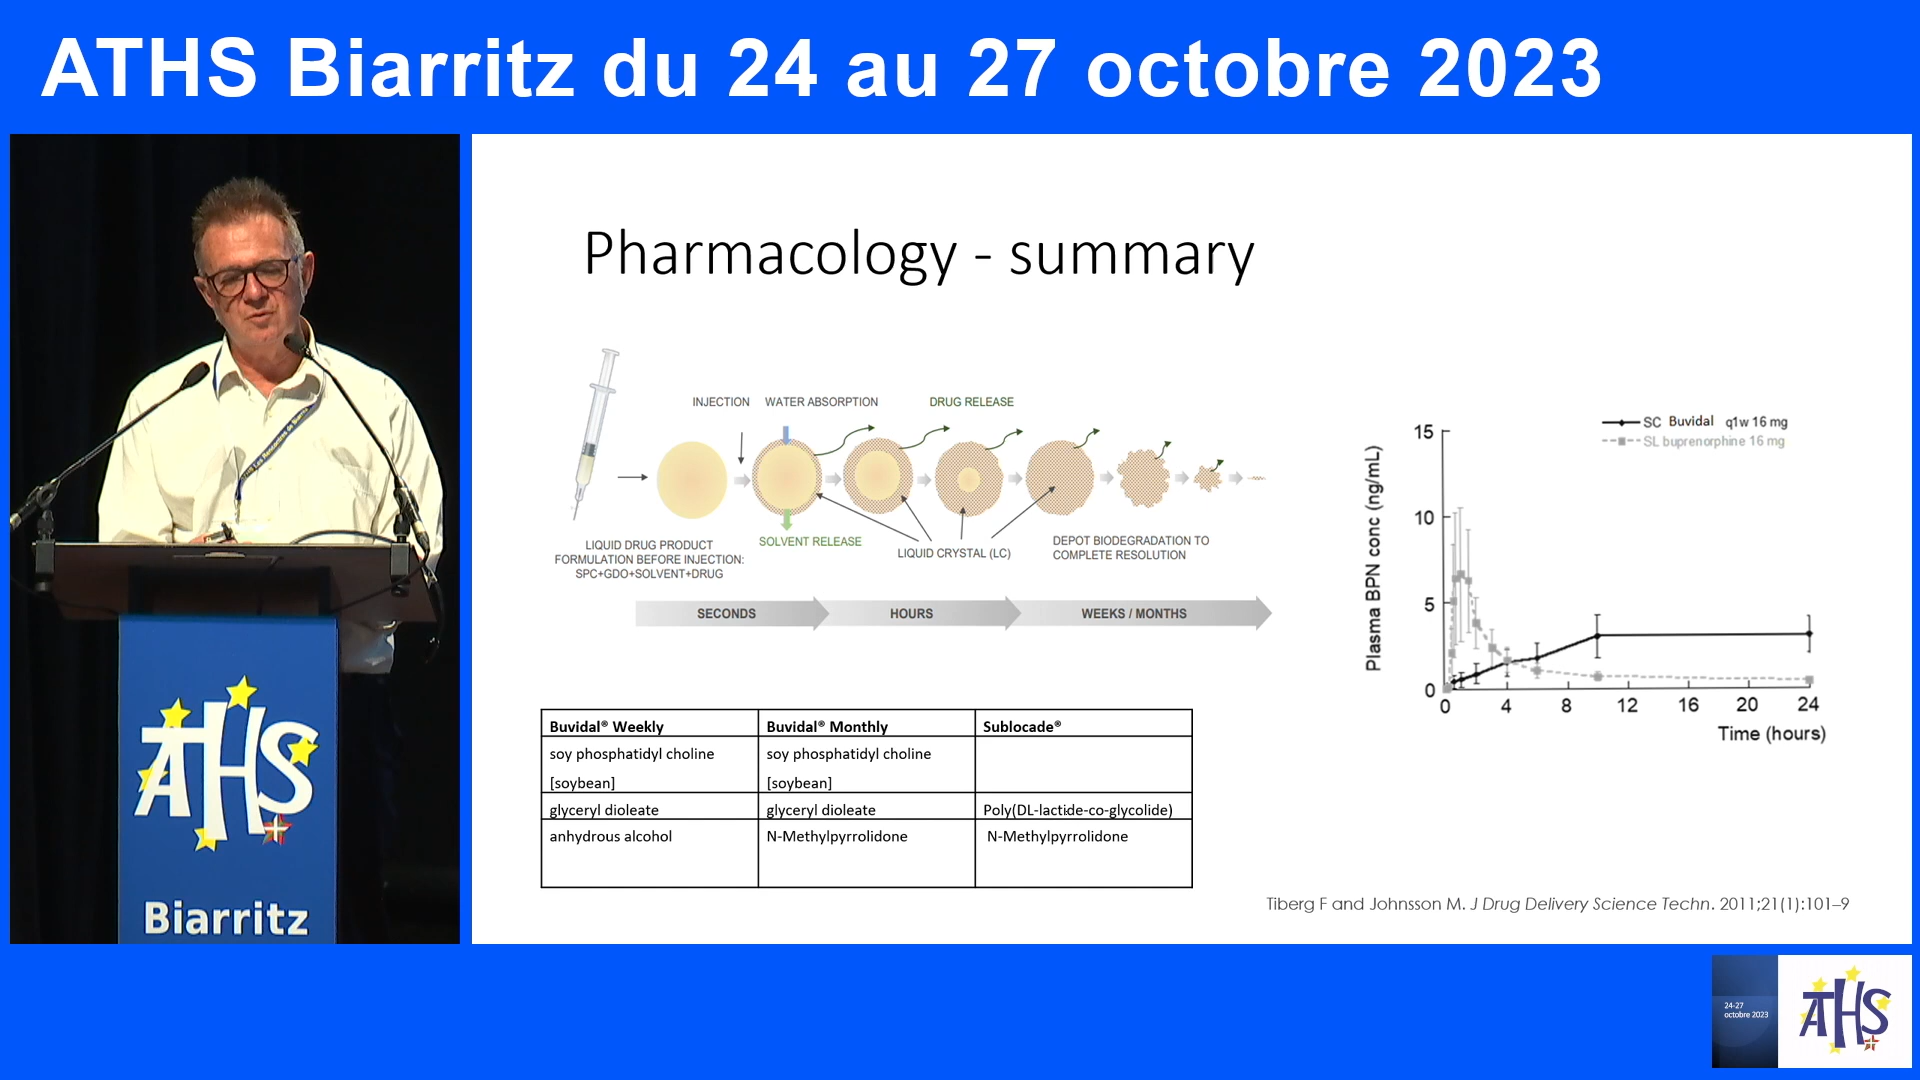 ATHS Biarritz du 24 au 27 octobre 2023
Pharmacology - summary
INJECTION
WATER ABSORPTION
DRUG RELEASE
SOLVENT RELEASE
LIQUID CRYSTAL (LC)
LIQUID DRUG PRODUCT
FORMULATION BEFORE INJECTION:
SPC+GDO+SOLVENT+DRUG
DEPOT BIODEGRADATION TO
COMPLETE RESOLUTION
SECONDS
HOURS
WEEKS / MONTHS
SC Buvidal q1w 16 mg
SL buprenorphine 16 mg
Plasma BPN conc (ng/mL)
15
10
5
0
0 4 8 12 16 20 24
Time (hours)
Buvidal® Weekly Buvidal® Monthly Sublocade®
soy phosphatidyl choline soy phosphatidyl choline
[soybean] [soybean]
glyceryl dioleate glyceryl dioleate Poly(DL-lactide-co-glycolide)
anhydrous alcohol N-Methylpyrrolidone N-Methylpyrrolidone
Tiberg F and Johnsson M. J Drug Delivery Science Techn. 2011;21(1):101–9
ATHS
Biarritz
24-27
octobre 2023
ATHS